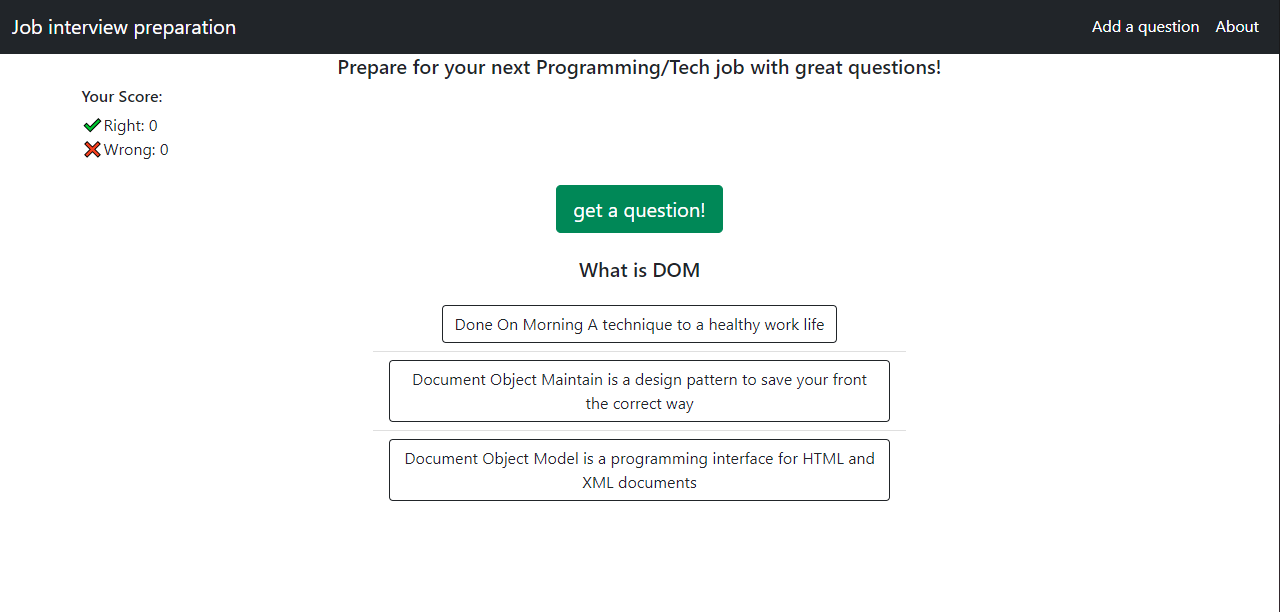 Job interview preparation
Add a question
About
Prepare for your next Programming/Tech job with great questions!
Your Score:
Right: 0
Wrong: 0
get a question!
What is DOM
Done On Morning A technique to a healthy work life
Document Object Maintain is a design pattern to save your front
the correct way
Document Object Model is a programming interface for HTML and
XML documents